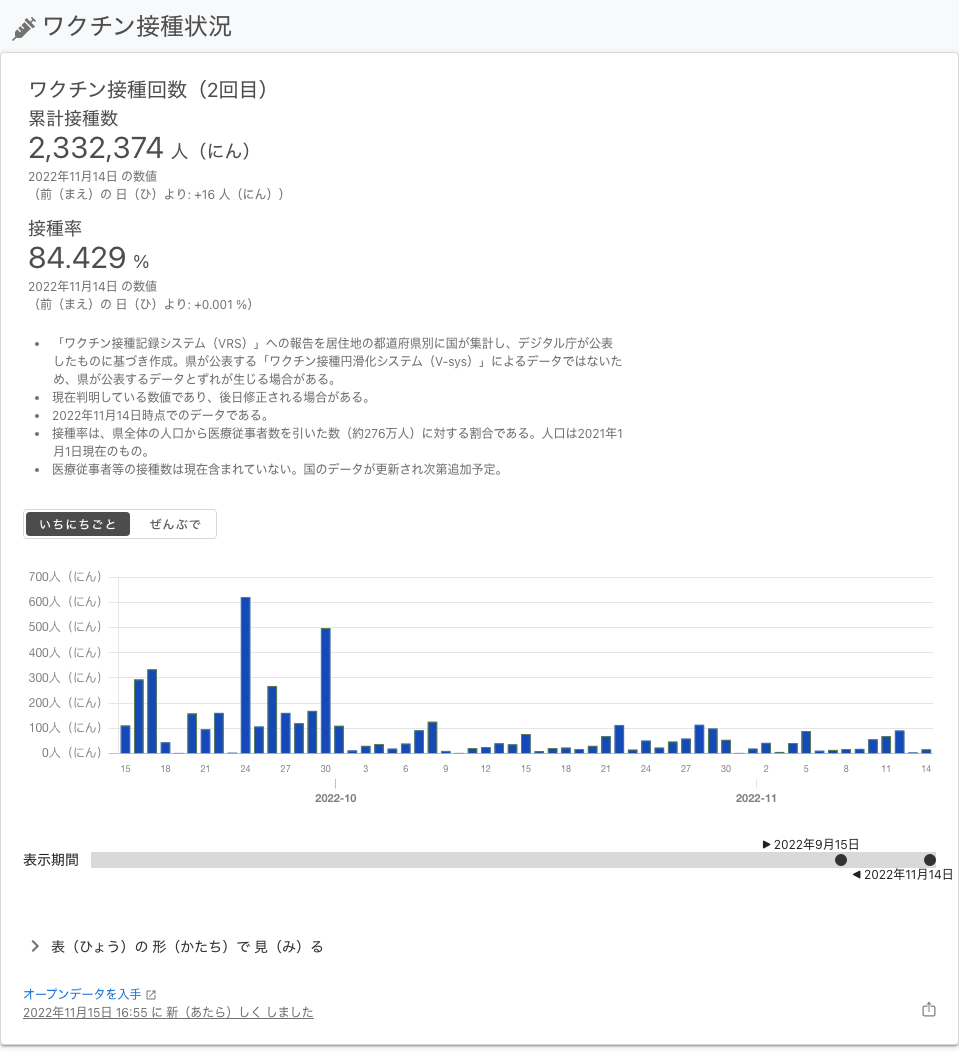 ワクチン接種状況
ワクチン接種回数（2回目）
累計接種数
2,332,374 人（にん）
2022年11月14日 の数値
（前（まえ）の 日（ひ）より: +16 人（にん））
接種率
84.429 %
2022年11月14日 の数値
（前（まえ）の 日（ひ）より: +0.001 %）
• 「ワクチン接種記録システム（VRS）」への報告を居住地の都道府県別に国が集計し、デジタル庁が公表
したものに基づき作成。県が公表する「ワクチン接種円滑化システム（V-sys）」によるデータではないた
め、県が公表するデータとずれが生じる場合がある。
• 現在判明している数値であり、後日修正される場合がある。
• 2022年11月14日時点でのデータである。
• 接種率は、県全体の人口から医療従事者数を引いた数（約276万人）に対する割合である。人口は2021年1
月1日現在のもの。
• 医療従事者等の接種数は現在含まれていない。国のデータが更新され次第追加予定。
いちにちごと ぜんぶで
700人（にん）
600人（にん）
500人（にん）
400人（にん）
300人（にん）
200人（にん）
100人（にん）
0人（にん）
15 18 21 24 27 30 3 6 9 12 15 18 21 24 27 30 2 5 8 11 14
2022-10 2022-11
▶ 2022年9月15日
表示期間
◀ 2022年11月14日
表（ひょう）の 形（かたち）で 見（み）る
オープンデータを入手
2022年11月15日 16:55 に 新（あたら）しく しました